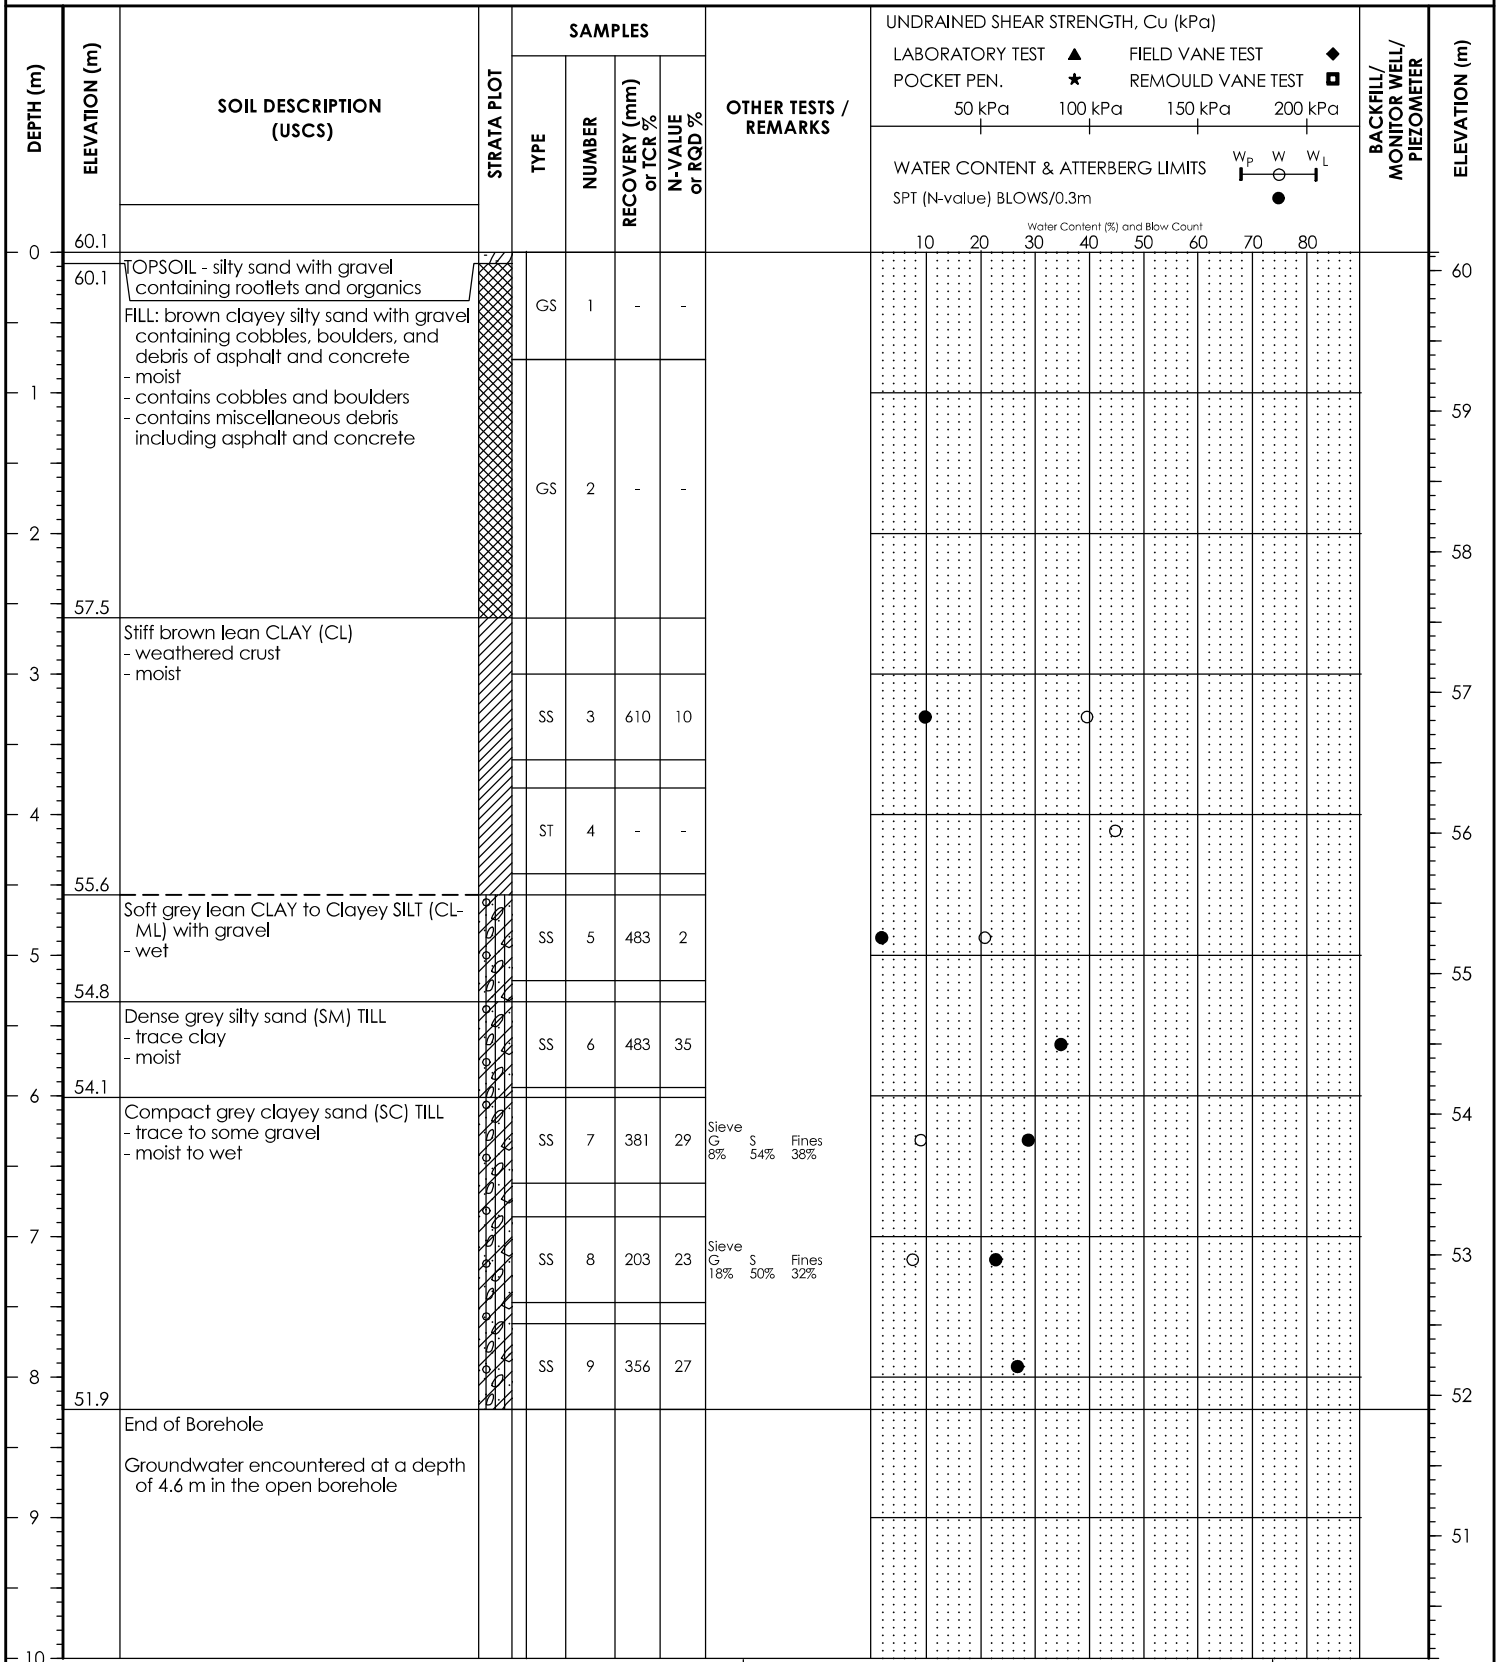 DEPTH (m)
ELEVATION (m)
SOIL DESCRIPTION
(USCS)
STRATA PLOT
SAMPLES
TYPE
NUMBER
RECOVERY (mm)
or TCR %
N-VALUE
or RQD %
OTHER TESTS /
REMARKS
UNDRAINED SHEAR STRENGTH, Cu (kPa)
LABORATORY TEST ▲ FIELD VANE TEST ◆
POCKET PEN. ★ REMOULD VANE TEST
50 kPa 100 kPa 150 kPa 200 kPa
WATER CONTENT & ATTERBERG LIMITS WP W WL
SPT (N-value) BLOWS/0.3m ●
Water Content (%) and Blow Count
10 20 30 40 50 60 70 80
BACKFILL/
MONITOR WELL/
PIEZOMETER
ELEVATION (m)
0
60.1
60.1
TOPSOIL - silty sand with gravel
containing rootlets and organics
60
FILL: brown clayey silty sand with gravel
containing cobbles, boulders, and
debris of asphalt and concrete
- moist
- contains cobbles and boulders
- contains miscellaneous debris
including asphalt and concrete
GS 1 - -
1
59
GS 2 - -
2
58
57.5
Stiff brown lean CLAY (CL)
- weathered crust
- moist
3
57
SS 3 610 10
4
ST 4 - -
56
55.6
Soft grey lean CLAY to Clayey SILT (CL-
ML) with gravel
- wet
SS 5 483 2
5
55
54.8
Dense grey silty sand (SM) TILL
- trace clay
- moist
SS 6 483 35
54.1
6
54
Compact grey clayey sand (SC) TILL
- trace to some gravel
- moist to wet
SS 7 381 29
Sieve
G S Fines
8% 54% 38%
7
53
SS 8 203 23
Sieve
G S Fines
18% 50% 32%
SS 9 356 27
8
52
51.9
End of Borehole
Groundwater encountered at a depth
of 4.6 m in the open borehole
9
51
10